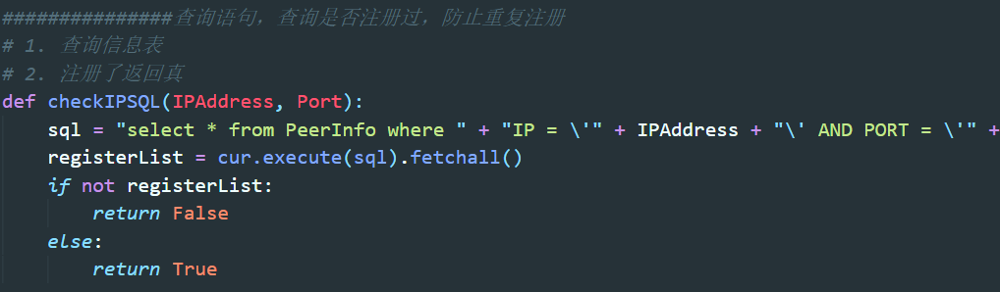 ###############查询语句，查询是否注册过，防止重复注册
# 1. 查询信息表
# 2. 注册了返回真
def checkIPSQL(IPAddress, Port):
    sql = "select * from PeerInfo where " + "IP = \'" + IPAddress + "\' AND PORT = \'" +
    registerList = cur.execute(sql).fetchall()
    if not registerList:
        return False
    else:
        return True